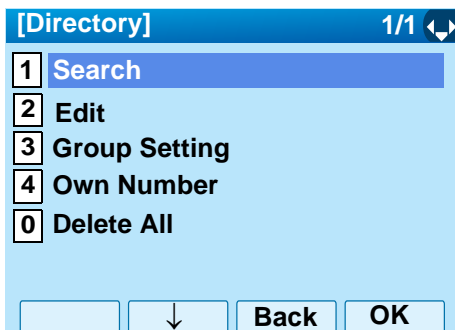 [Directory] 1/1
1 Search
2 Edit
3 Group Setting
4 Own Number
0 Delete All
↓ Back OK